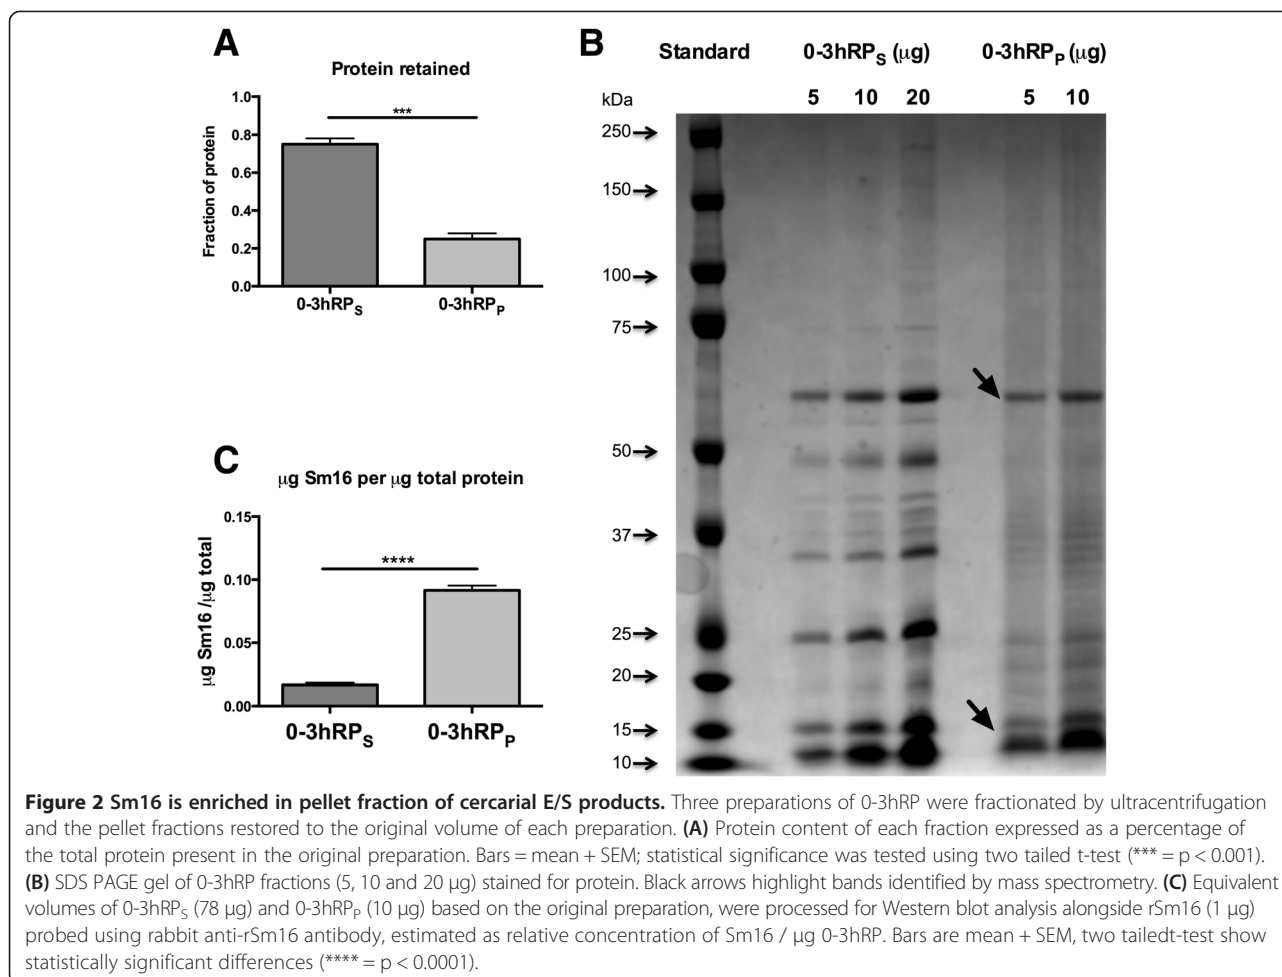 A
Protein retained
1.0
0.8
0.6
0.4
0.2
0.0
Fraction of protein
***
0-3hRPS
0-3hRPP
B
Standard
0-3hRPS (μg)
0-3hRPP (μg)
kDa
5 10 20
5 10
250
150
100
75
50
37
25
20
15
10
C
μg Sm16 per μg total protein
0.15
0.10
0.05
0.00
μg Sm16 /μg total
****
0-3hRPS
0-3hRPP
Figure 2 Sm16 is enriched in pellet fraction of cercarial E/S products. Three preparations of 0-3hRP were fractionated by ultracentrifugation
and the pellet fractions restored to the original volume of each preparation. (A) Protein content of each fraction expressed as a percentage of
the total protein present in the original preparation. Bars = mean + SEM; statistical significance was tested using two tailed t-test (*** = p < 0.001).
(B) SDS PAGE gel of 0-3hRP fractions (5, 10 and 20 μg) stained for protein. Black arrows highlight bands identified by mass spectrometry. (C) Equivalent
volumes of 0-3hRPS (78 μg) and 0-3hRPP (10 μg) based on the original preparation, were processed for Western blot analysis alongside rSm16 (1 μg)
probed using rabbit anti-rSm16 antibody, estimated as relative concentration of Sm16 / μg 0-3hRP. Bars are mean + SEM, two tailedt-test show
statistically significant differences (**** = p < 0.0001).